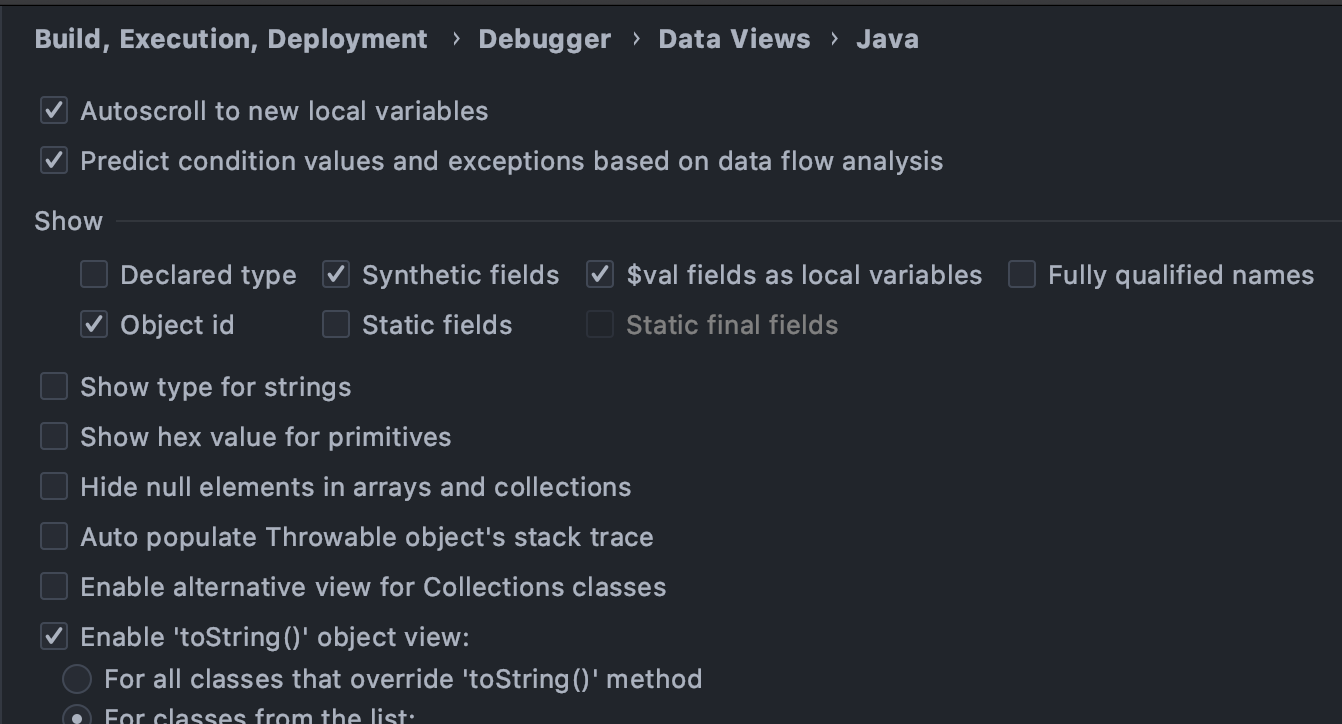 Build, Execution, Deployment › Debugger › Data Views › Java
Autoscroll to new local variables
Predict condition values and exceptions based on data flow analysis
Show
Declared type Synthetic fields $val fields as local variables Fully qualified names
Object id Static fields Static final fields
Show type for strings
Show hex value for primitives
Hide null elements in arrays and collections
Auto populate Throwable object's stack trace
Enable alternative view for Collections classes
Enable 'toString()' object view:
For all classes that override 'toString()' method
For classes from the list: